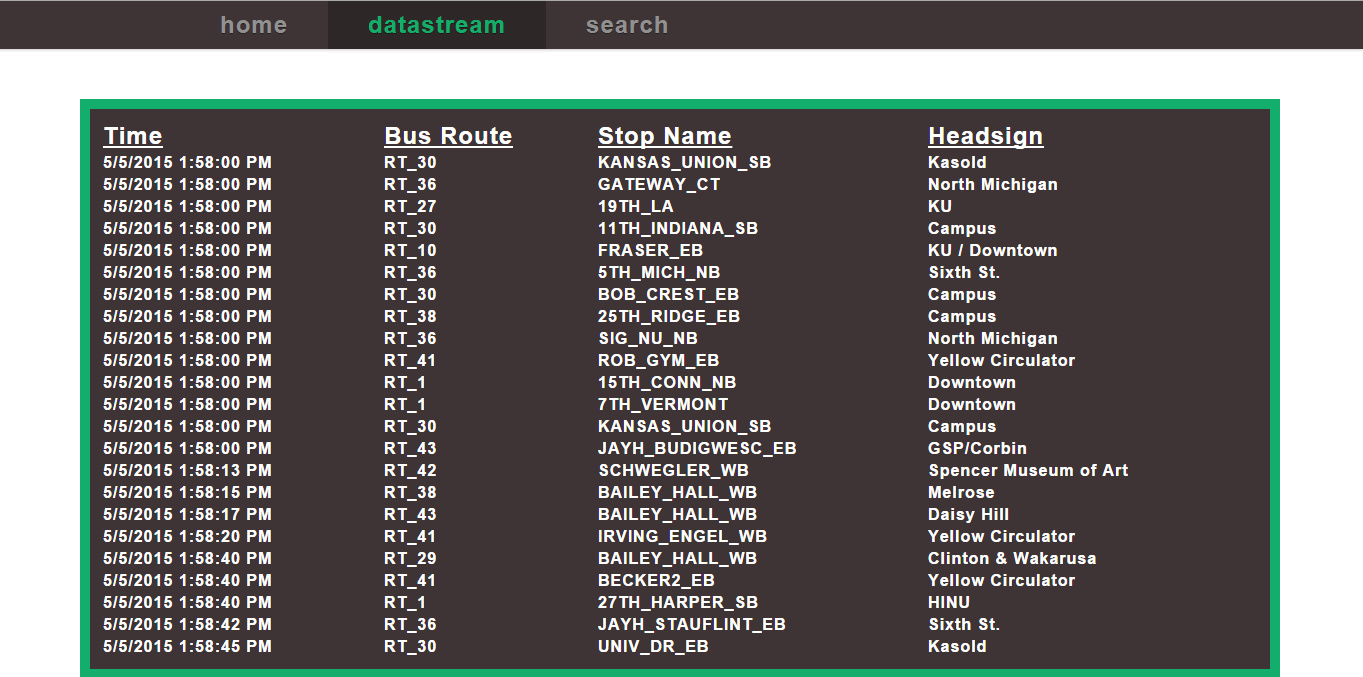 home datastream search
Time Bus Route Stop Name Headsign
5/5/2015 1:58:00 PM RT_30 KANSAS_UNION_SB Kasold
5/5/2015 1:58:00 PM RT_36 GATEWAY_CT North Michigan
5/5/2015 1:58:00 PM RT_27 19TH_LA KU
5/5/2015 1:58:00 PM RT_30 11TH_INDIANA_SB Campus
5/5/2015 1:58:00 PM RT_10 FRASER_EB KU / Downtown
5/5/2015 1:58:00 PM RT_36 5TH_MICH_NB Sixth St.
5/5/2015 1:58:00 PM RT_30 BOB_CREST_EB Campus
5/5/2015 1:58:00 PM RT_38 25TH_RIDGE_EB Campus
5/5/2015 1:58:00 PM RT_36 SIG_NU_NB North Michigan
5/5/2015 1:58:00 PM RT_41 ROB_GYM_EB Yellow Circulator
5/5/2015 1:58:00 PM RT_1 15TH_CONN_NB Downtown
5/5/2015 1:58:00 PM RT_1 7TH_VERMONT Downtown
5/5/2015 1:58:00 PM RT_30 KANSAS_UNION_SB Campus
5/5/2015 1:58:00 PM RT_43 JAYH_BUDIGWESC_EB GSP/Corbin
5/5/2015 1:58:13 PM RT_42 SCHWEGLER_WB Spencer Museum of Art
5/5/2015 1:58:15 PM RT_38 BAILEY_HALL_WB Melrose
5/5/2015 1:58:17 PM RT_43 BAILEY_HALL_WB Daisy Hill
5/5/2015 1:58:20 PM RT_41 IRVING_ENGEL_WB Yellow Circulator
5/5/2015 1:58:40 PM RT_29 BAILEY_HALL_WB Clinton & Wakarusa
5/5/2015 1:58:40 PM RT_41 BECKER2_EB Yellow Circulator
5/5/2015 1:58:40 PM RT_1 27TH_HARPER_SB HINU
5/5/2015 1:58:42 PM RT_36 JAYH_STAUFLINT_EB Sixth St.
5/5/2015 1:58:45 PM RT_30 UNIV_DR_EB Kasold